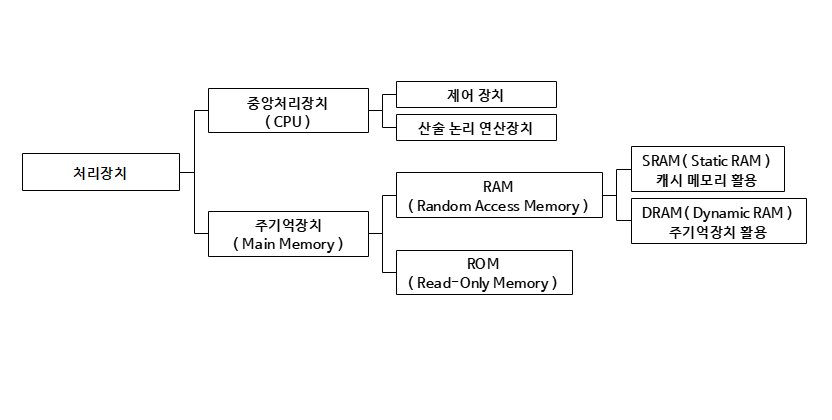 처리장치
중앙처리장치
( CPU )
제어 장치
산술 논리 연산장치
주기억장치
( Main Memory )
RAM
( Random Access Memory )
SRAM ( Static RAM )
캐시 메모리 활용
DRAM ( Dynamic RAM )
주기억장치 활용
ROM
( Read-Only Memory )